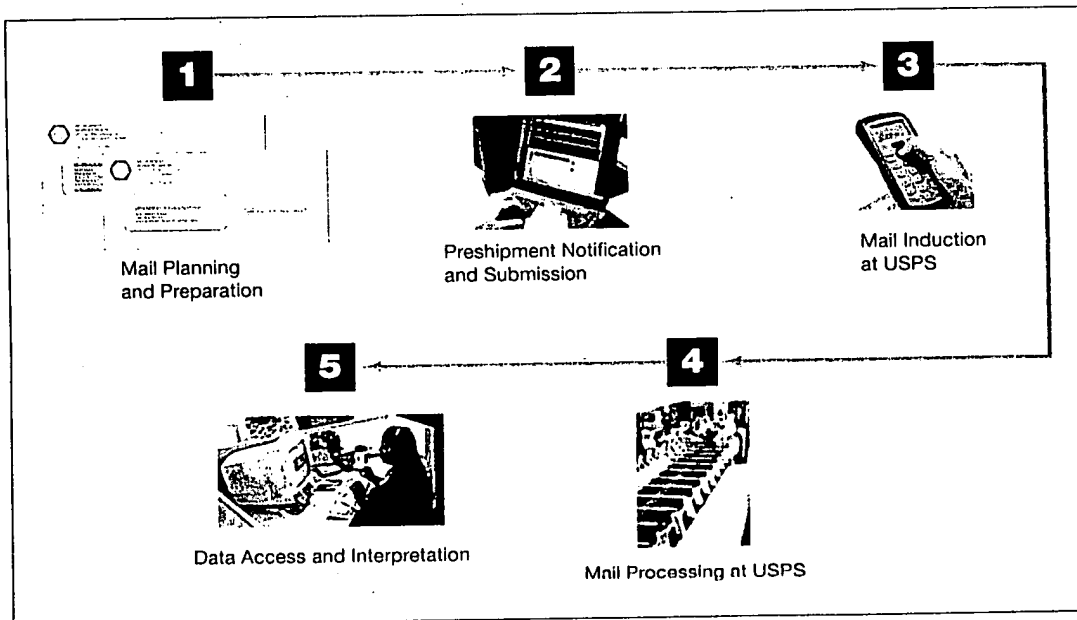 1
2
3
Mail Planning
and Preparation
Preshipment Notification
and Submission
Mail Induction
at USPS
5
4
Data Access and Interpretation
Mail Processing at USPS